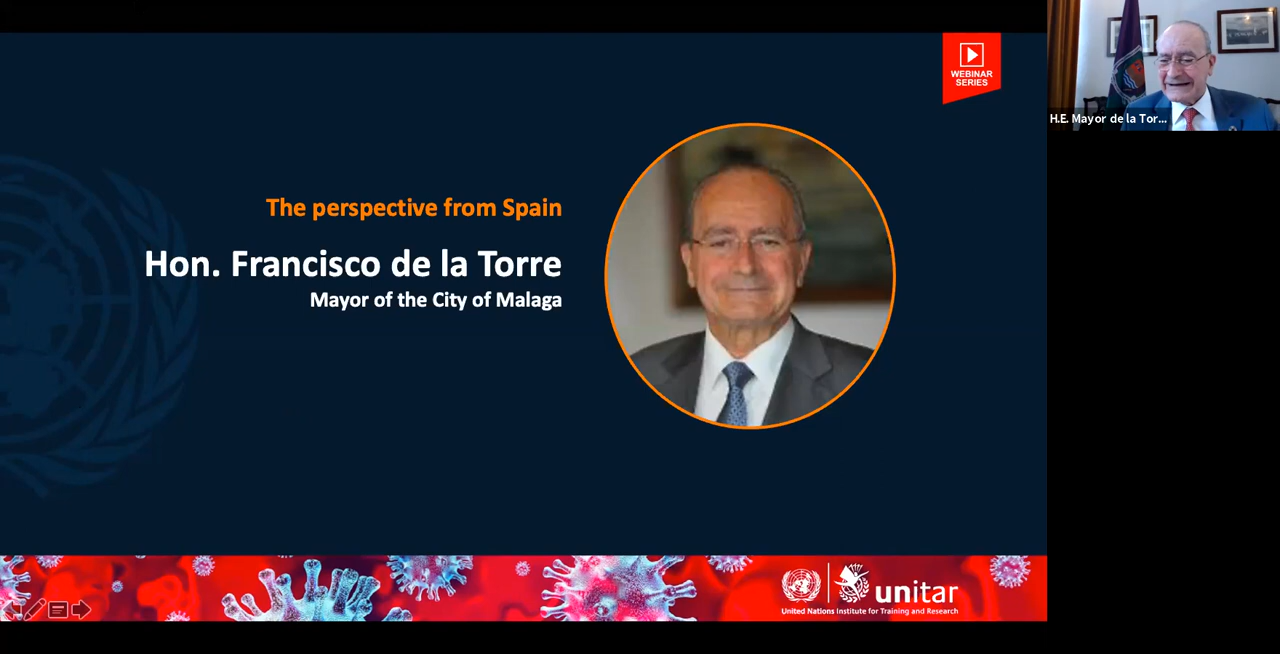 WEBINAR
SERIES
H.E. Mayor de la Tor...
The perspective from Spain
Hon. Francisco de la Torre
Mayor of the City of Malaga
unitar
United Nations Institute for Training and Research